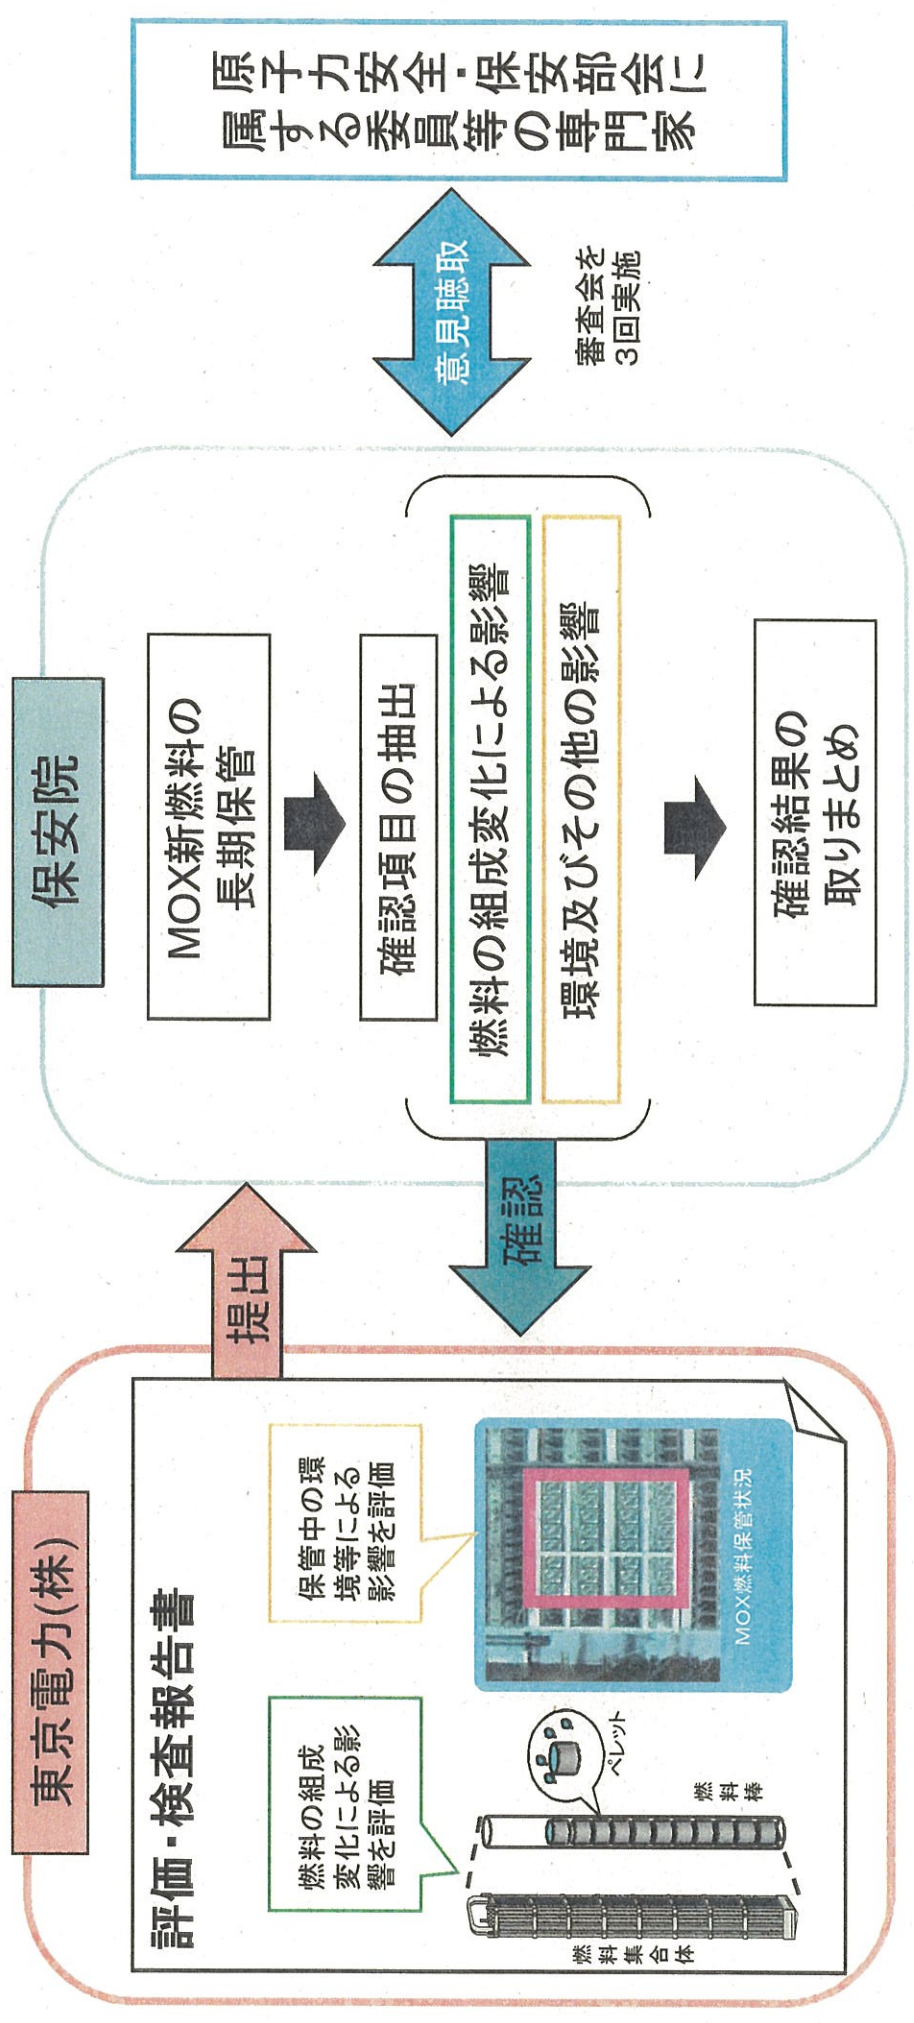 東京電力(株)
評価・検査報告書
燃料の組成
変化による影
響を評価
保管中の環
境等による
影響を評価
燃料集合体
燃料棒
ペレット
MOX燃料保管状況
提出
確認
保安院
MOX新燃料の
長期保管
確認項目の抽出
燃料の組成変化による影響
環境及びその他の影響
確認結果の
取りまとめ
意見聴取
審査会を
3回実施
原子力安全・保安部会に
属する委員等の専門家